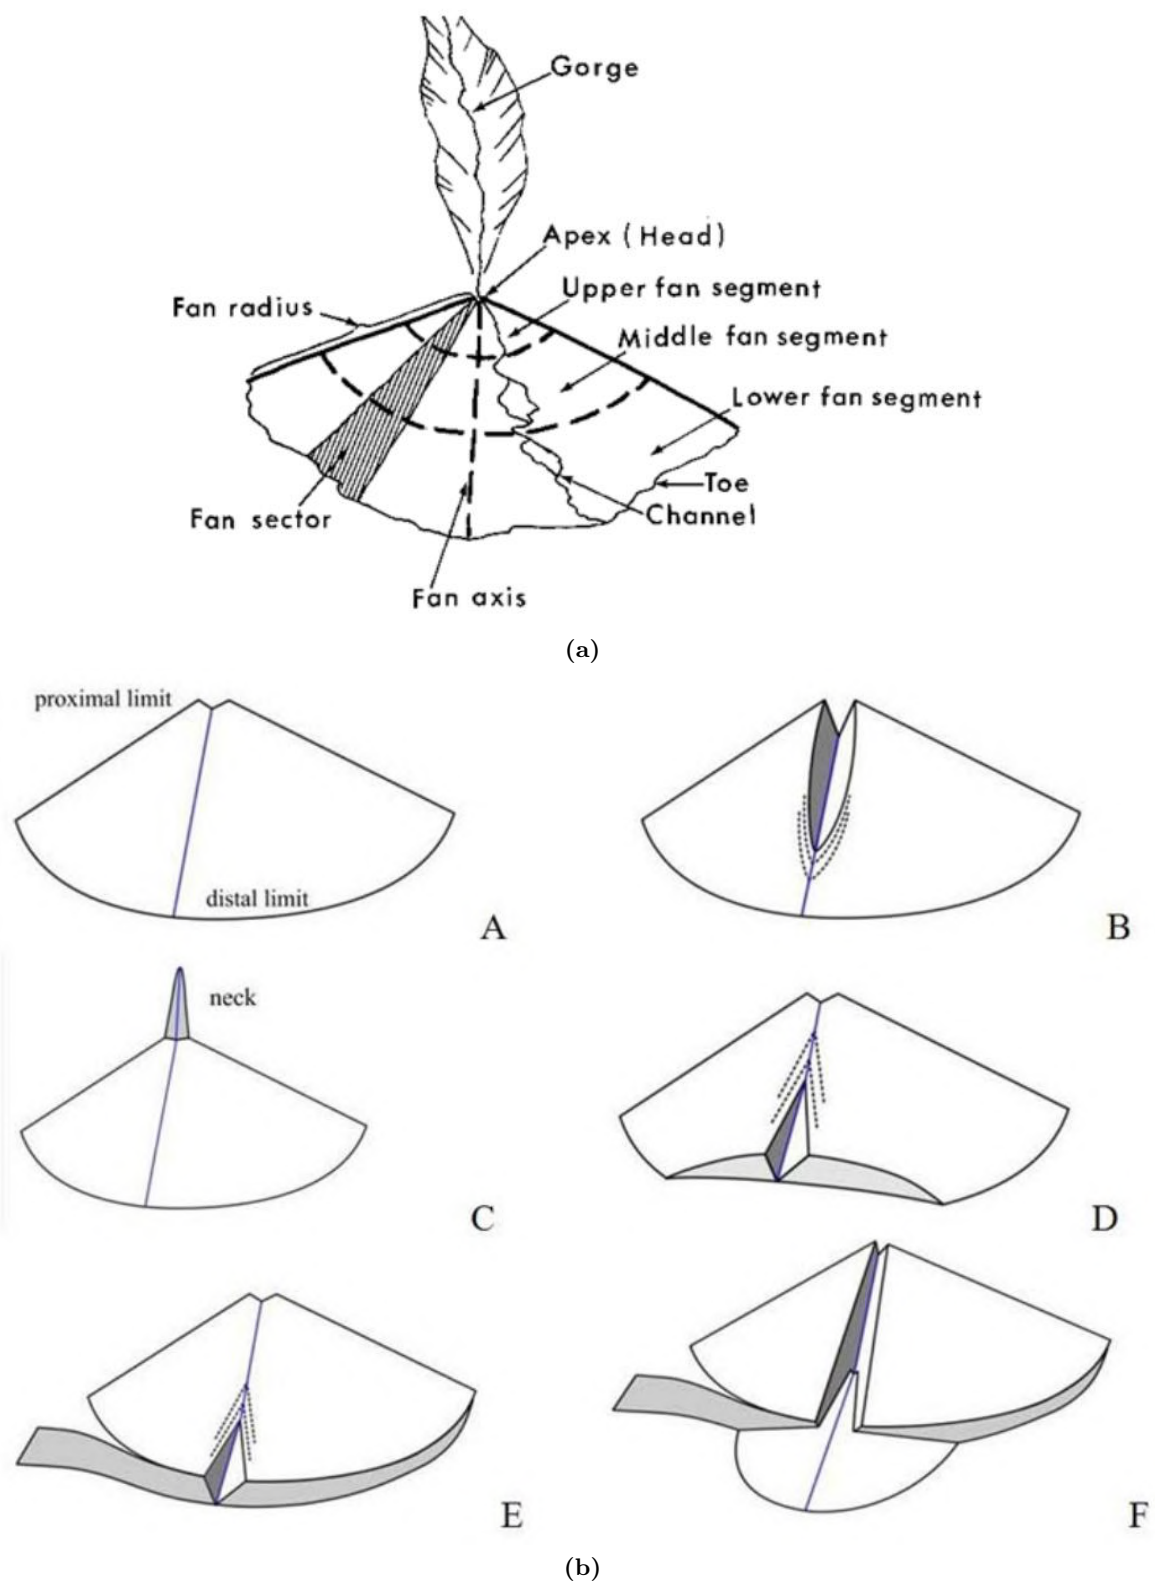 Gorge
Apex (Head)
Upper fan segment
Fan radius
Middle fan segment
Lower fan segment
Toe
Channel
Fan sector
Fan axis
(a)
proximal limit
distal limit
A
B
neck
C
D
E
F
(b)